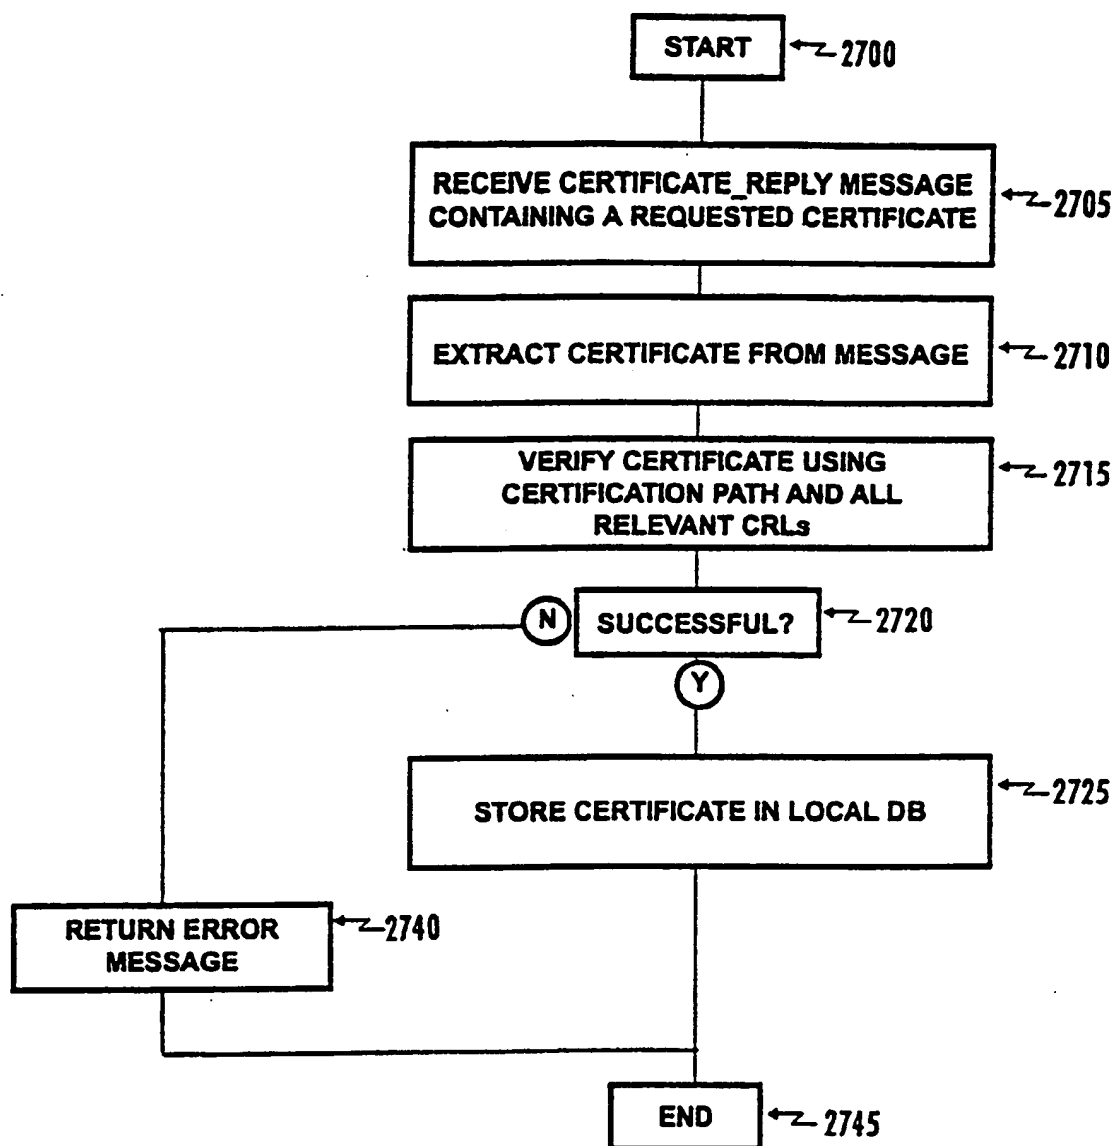 START
2700
RECEIVE CERTIFICATE_REPLY MESSAGE
CONTAINING A REQUESTED CERTIFICATE
2705
EXTRACT CERTIFICATE FROM MESSAGE
2710
VERIFY CERTIFICATE USING
CERTIFICATION PATH AND ALL
RELEVANT CRLs
2715
N
SUCCESSFUL?
2720
Y
STORE CERTIFICATE IN LOCAL DB
2725
RETURN ERROR
MESSAGE
2740
END
2745